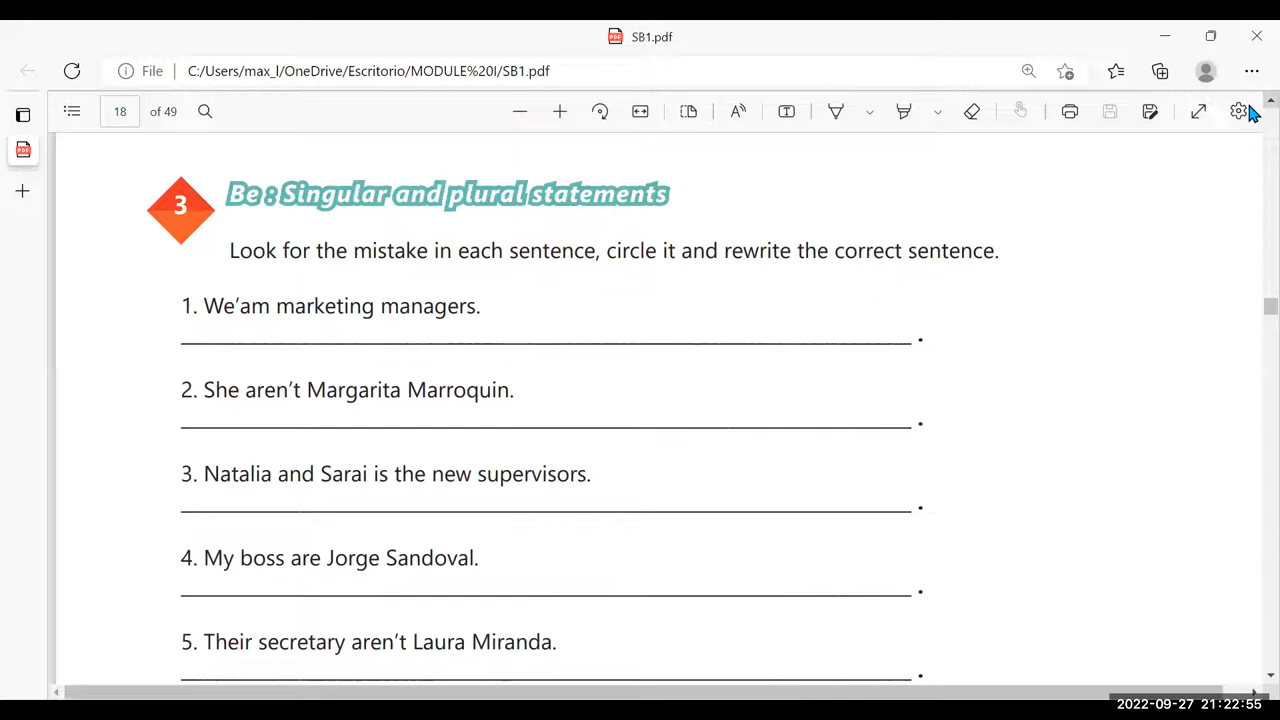 SB1.pdf
File
C:/Users/max_l/OneDrive/Escritorio/MODULE%20I/SB1.pdf
18 of 49
3
Be : Singular and plural statements
Look for the mistake in each sentence, circle it and rewrite the correct sentence.
1. We’am marketing managers.
.
2. She aren’t Margarita Marroquin.
.
3. Natalia and Sarai is the new supervisors.
.
4. My boss are Jorge Sandoval.
.
5. Their secretary aren’t Laura Miranda.
.
2022-09-27 21:22:55